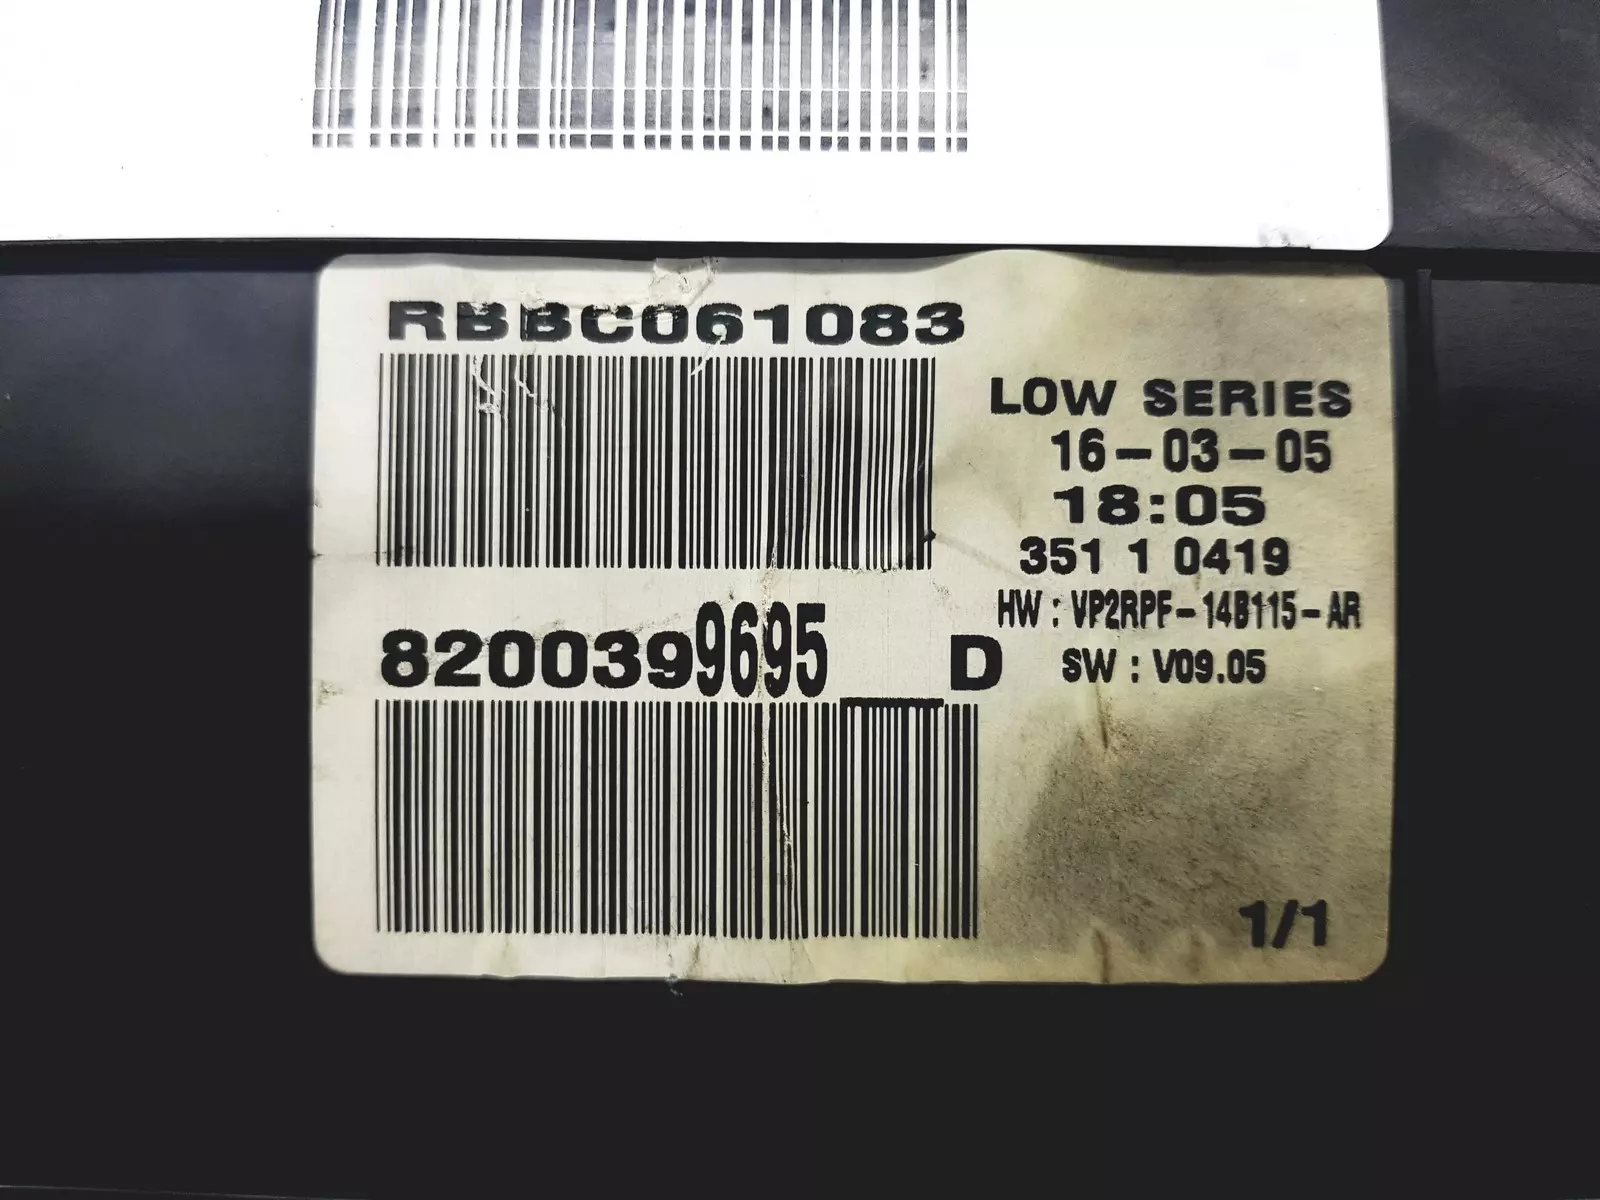 RBBC061083
LOW SERIES
16-03-05
18:05
351 1 0419
HW : VP2RPF-14B115-AR
8200399695__D
SW : V09.05
1/1